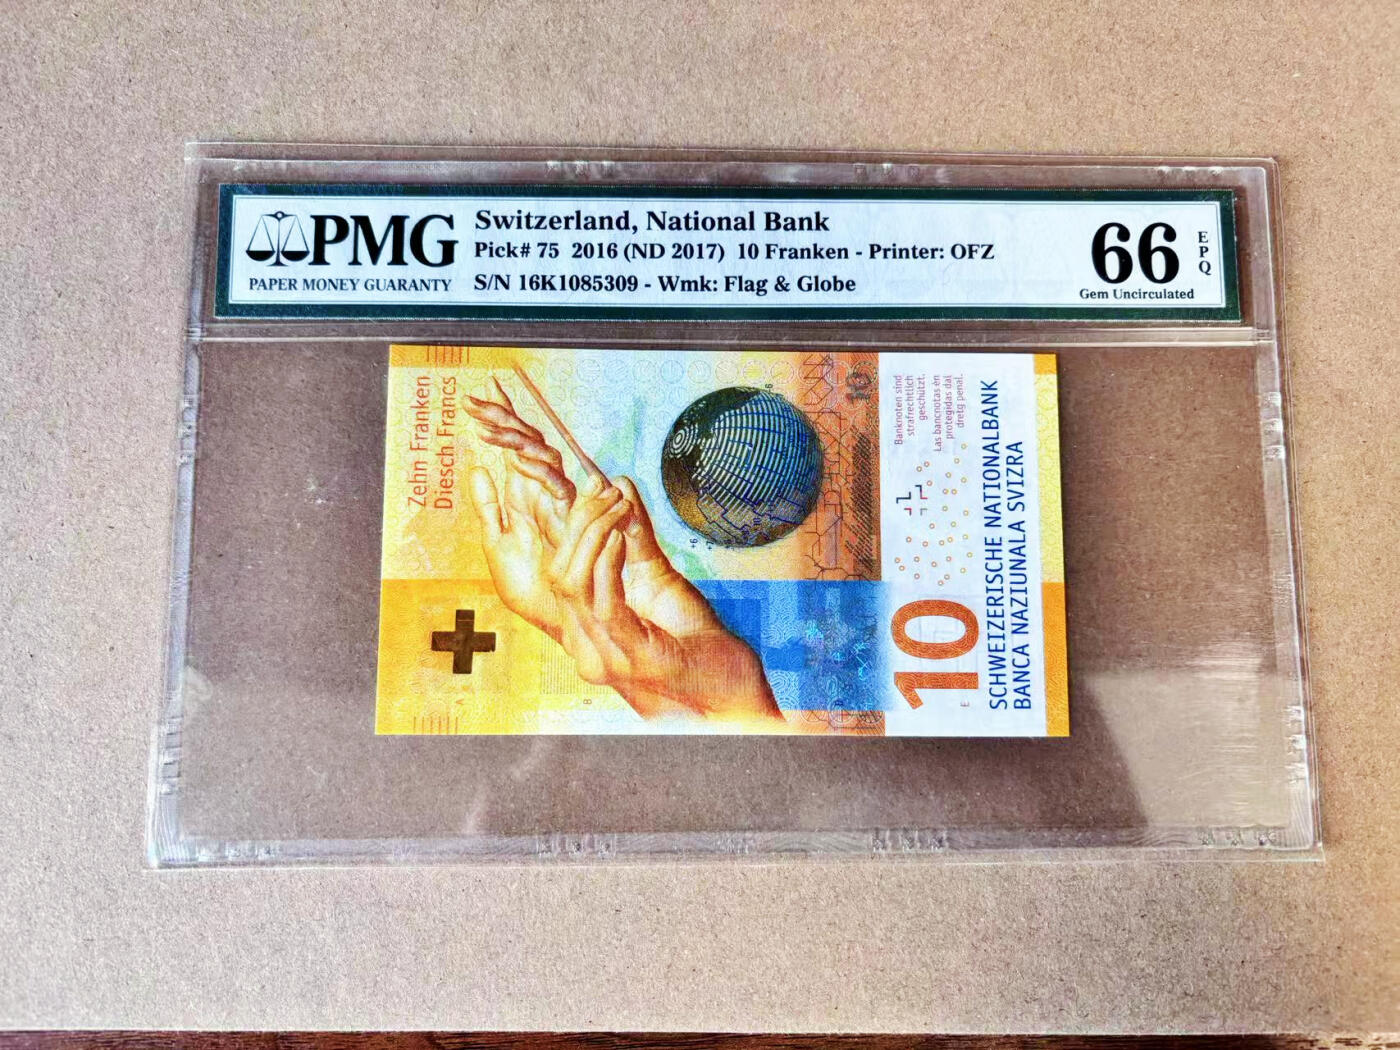 PMG
PAPER MONEY GUARANTY
Switzerland, National Bank
Pick# 75 2016 (ND 2017) 10 Franken - Printer: OFZ
S/N 16K1085309 - Wmk: Flag & Globe
66
EPQ
Gem Uncirculated
Zehn Franken
Diesch Francs
Banknoten sind
strafrechtlich
geschützt.
Las bancnotas èn
protegidas dal
dretg penal.
10
SCHWEIZERISCHE NATIONALBANK
BANCA NAZIUNALA SVIZRA
A
B
E
+6
+7